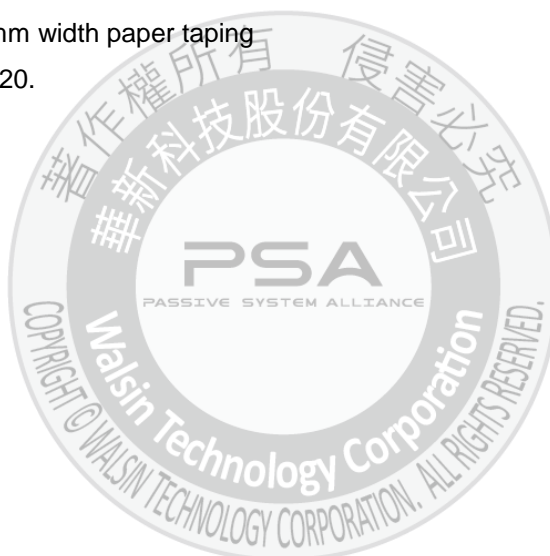 nm width paper taping
20.
著作權所有 侵害必究
華新科技股份有限公司
PSA
PASSIVE SYSTEM ALLIANCE
Walsin Technology Corporation
COPYRIGHT © WALSIN TECHNOLOGY CORPORATION. ALL RIGHTS RESERVED.